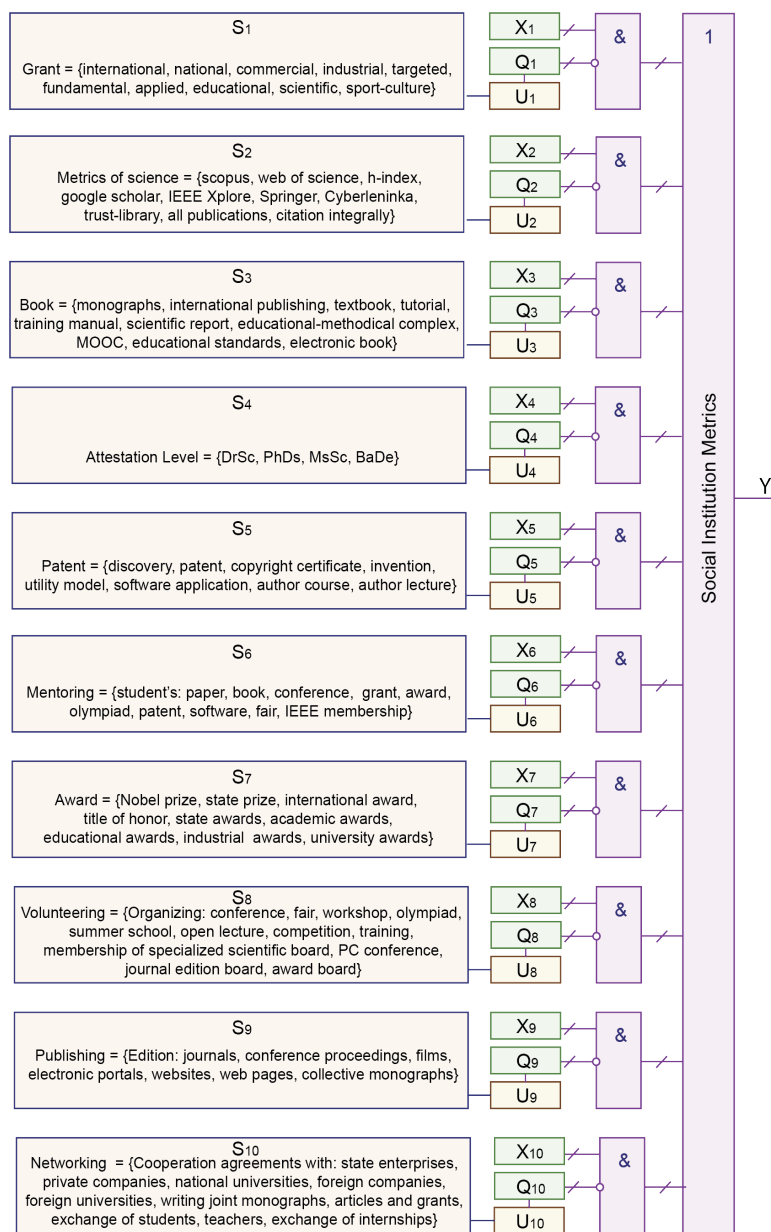 S1
Grant = {international, national, commercial, industrial, targeted,
fundamental, applied, educational, scientific, sport-culture}
X1
Q1
U1
&
1
S2
Metrics of science = {scopus, web of science, h-index,
google scholar, IEEE Xplore, Springer, Cyberleninka,
trust-library, all publications, citation integrally}
X2
Q2
U2
&
S3
Book = {monographs, international publishing, textbook, tutorial,
training manual, scientific report, educational-methodical complex,
MOOC, educational standards, electronic book}
X3
Q3
U3
&
S4
Attestation Level = {DrSc, PhDs, MsSc, BaDe}
X4
Q4
U4
&
Social Institution Metrics
Y
S5
Patent = {discovery, patent, copyright certificate, invention,
utility model, software application, author course, author lecture}
X5
Q5
U5
&
S6
Mentoring = {student's: paper, book, conference, grant, award,
olympiad, patent, software, fair, IEEE membership}
X6
Q6
U6
&
S7
Award = {Nobel prize, state prize, international award,
title of honor, state awards, academic awards,
educational awards, industrial awards, university awards}
X7
Q7
U7
&
S8
Volunteering = {Organizing: conference, fair, workshop, olympiad,
summer school, open lecture, competition, training,
membership of specialized scientific board, PC conference,
journal edition board, award board}
X8
Q8
U8
&
S9
Publishing = {Edition: journals, conference proceedings, films,
electronic portals, websites, web pages, collective monographs}
X9
Q9
U9
&
S10
Networking = {Cooperation agreements with: state enterprises,
private companies, national universities, foreign companies,
foreign universities, writing joint monographs, articles and grants,
exchange of students, teachers, exchange of internships}
X10
Q10
U10
&